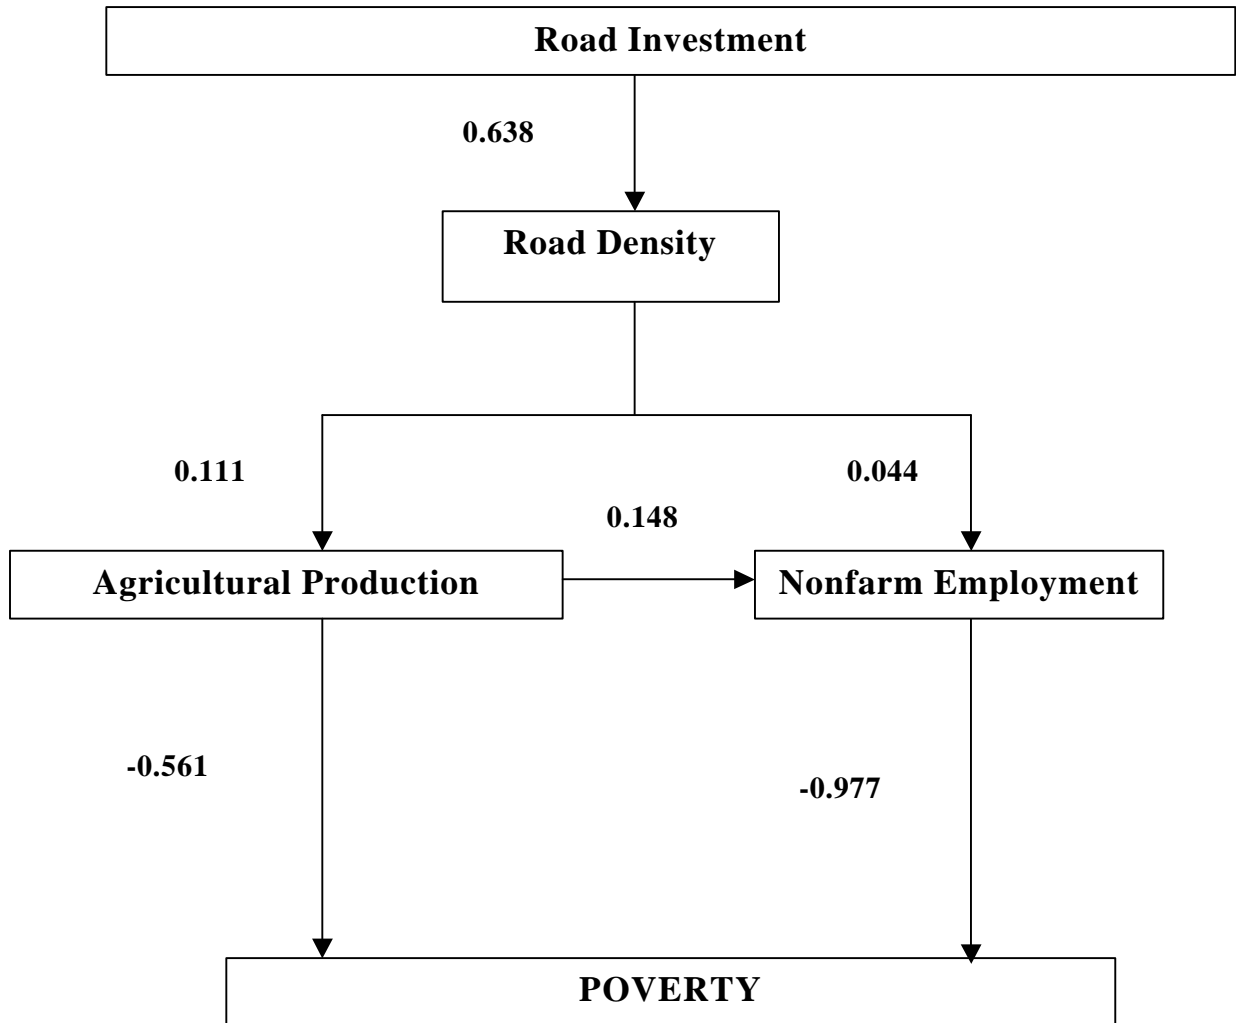 Road Investment
0.638
Road Density
0.111
0.044
0.148
Agricultural Production
Nonfarm Employment
-0.561
-0.977
POVERTY